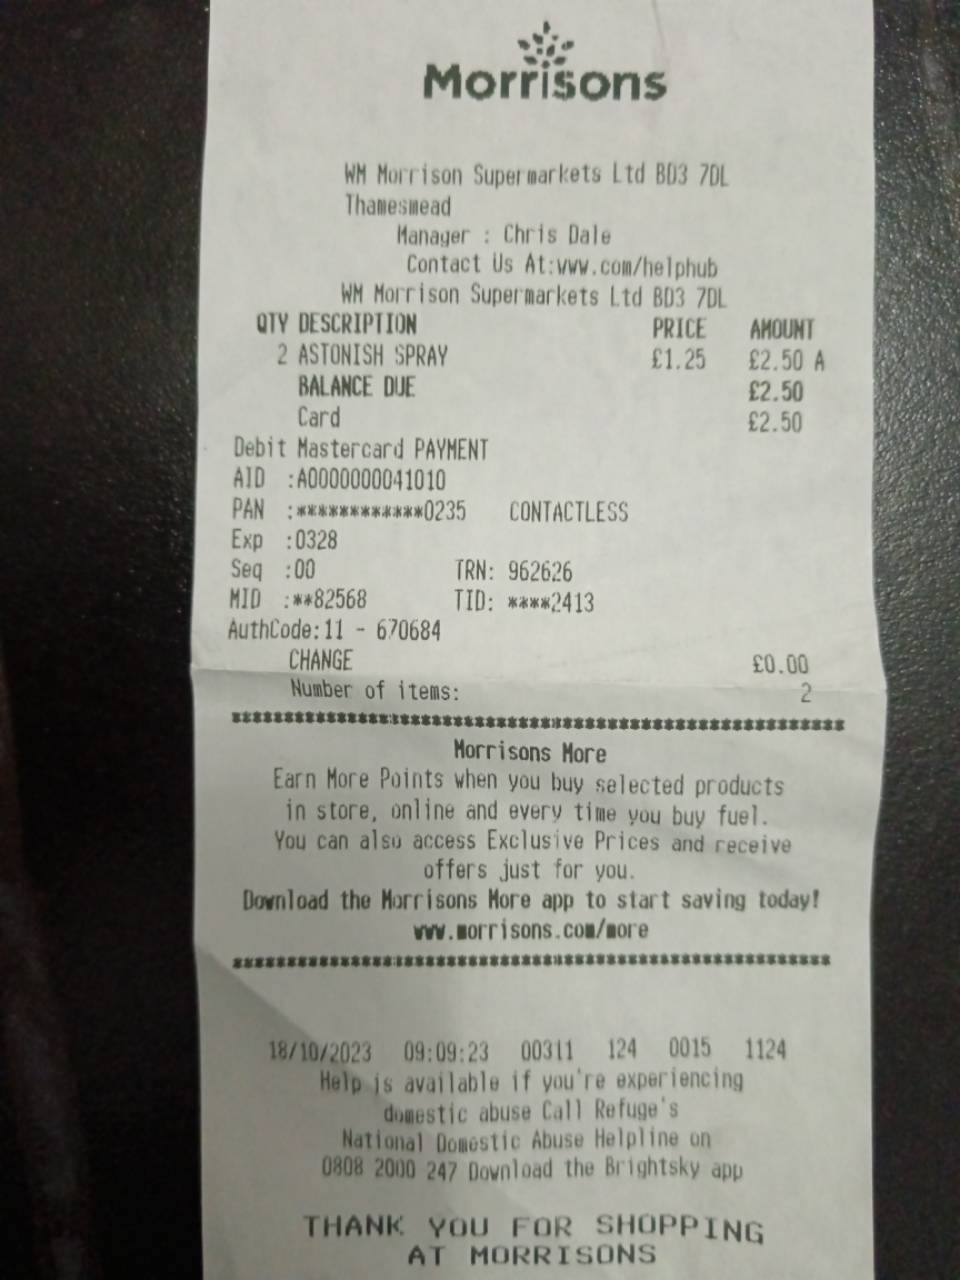 Morrisons
WM Morrison Supermarkets Ltd BD3 7DL
Thamesmead
Manager : Chris Dale
Contact Us At:www.com/helphub
WM Morrison Supermarkets Ltd BD3 7DL
QTY DESCRIPTION PRICE AMOUNT
2 ASTONISH SPRAY £1.25 £2.50 A
BALANCE DUE £2.50
Card £2.50
Debit Mastercard PAYMENT
AID :A0000000041010
PAN :************0235 CONTACTLESS
Exp :0328
Seq :00 TRN: 962626
MID :**82568 TID: ****2413
AuthCode:11 - 670684
CHANGE £0.00
Number of items: 2
************************************************************
Morrisons More
Earn More Points when you buy selected products
in store, online and every time you buy fuel.
You can also access Exclusive Prices and receive
offers just for you.
Download the Morrisons More app to start saving today!
www.morrisons.com/more
************************************************************
18/10/2023 09:09:23 00311 124 0015 1124
Help is available if you're experiencing
domestic abuse Call Refuge's
National Domestic Abuse Helpline on
0808 2000 247 Download the Brightsky app
THANK YOU FOR SHOPPING
AT MORRISONS